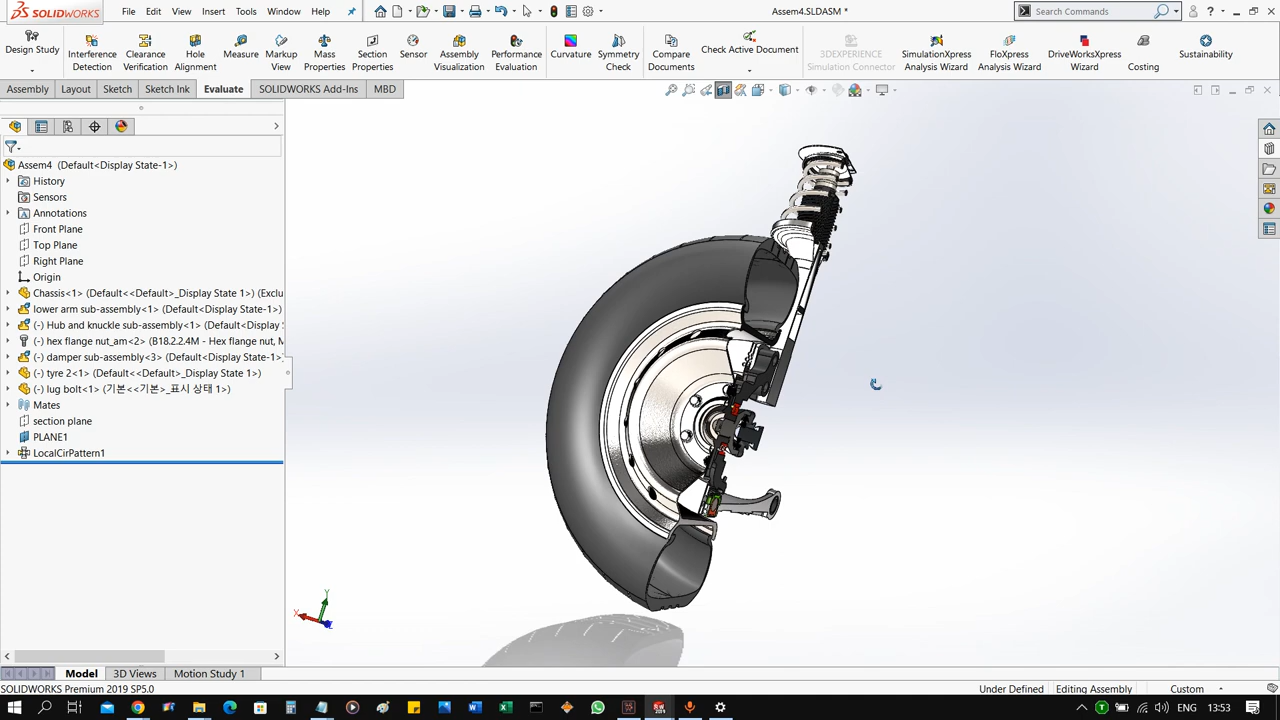 SOLIDWORKS
File Edit View Insert Tools Window Help
Assem4.SLDASM *
Search Commands
Design Study
Interference Detection
Clearance Verification
Hole Alignment
Measure
Markup View
Mass Properties
Section Properties
Sensor
Assembly Visualization
Performance Evaluation
Curvature
Symmetry Check
Compare Documents
Check Active Document
3DEXPERIENCE Simulation Connector
SimulationXpress Analysis Wizard
FloXpress Analysis Wizard
DriveWorksXpress Wizard
Costing
Sustainability
Assembly Layout Sketch Sketch Ink Evaluate SOLIDWORKS Add-Ins MBD
Assem4 (Default<Display State-1>)
History
Sensors
Annotations
Front Plane
Top Plane
Right Plane
Origin
Chassis<1> (Default<<Default>_Display State 1>) (Exclu
lower arm sub-assembly<1> (Default<Display State-1>)
(-) Hub and knuckle sub-assembly<1> (Default<Display S
(-) hex flange nut_am<2> (B18.2.2.4M - Hex flange nut, M
(-) damper sub-assembly<3> (Default<Display State-1>)
(-) tyre 2<1> (Default<<Default>_Display State 1>)
(-) lug bolt<1> (기본<<기본>_표시 상태 1>)
Mates
section plane
PLANE1
LocalCirPattern1
Y
X
Z
Model 3D Views Motion Study 1
SOLIDWORKS Premium 2019 SP5.0
Under Defined Editing Assembly Custom
ENG 13:53